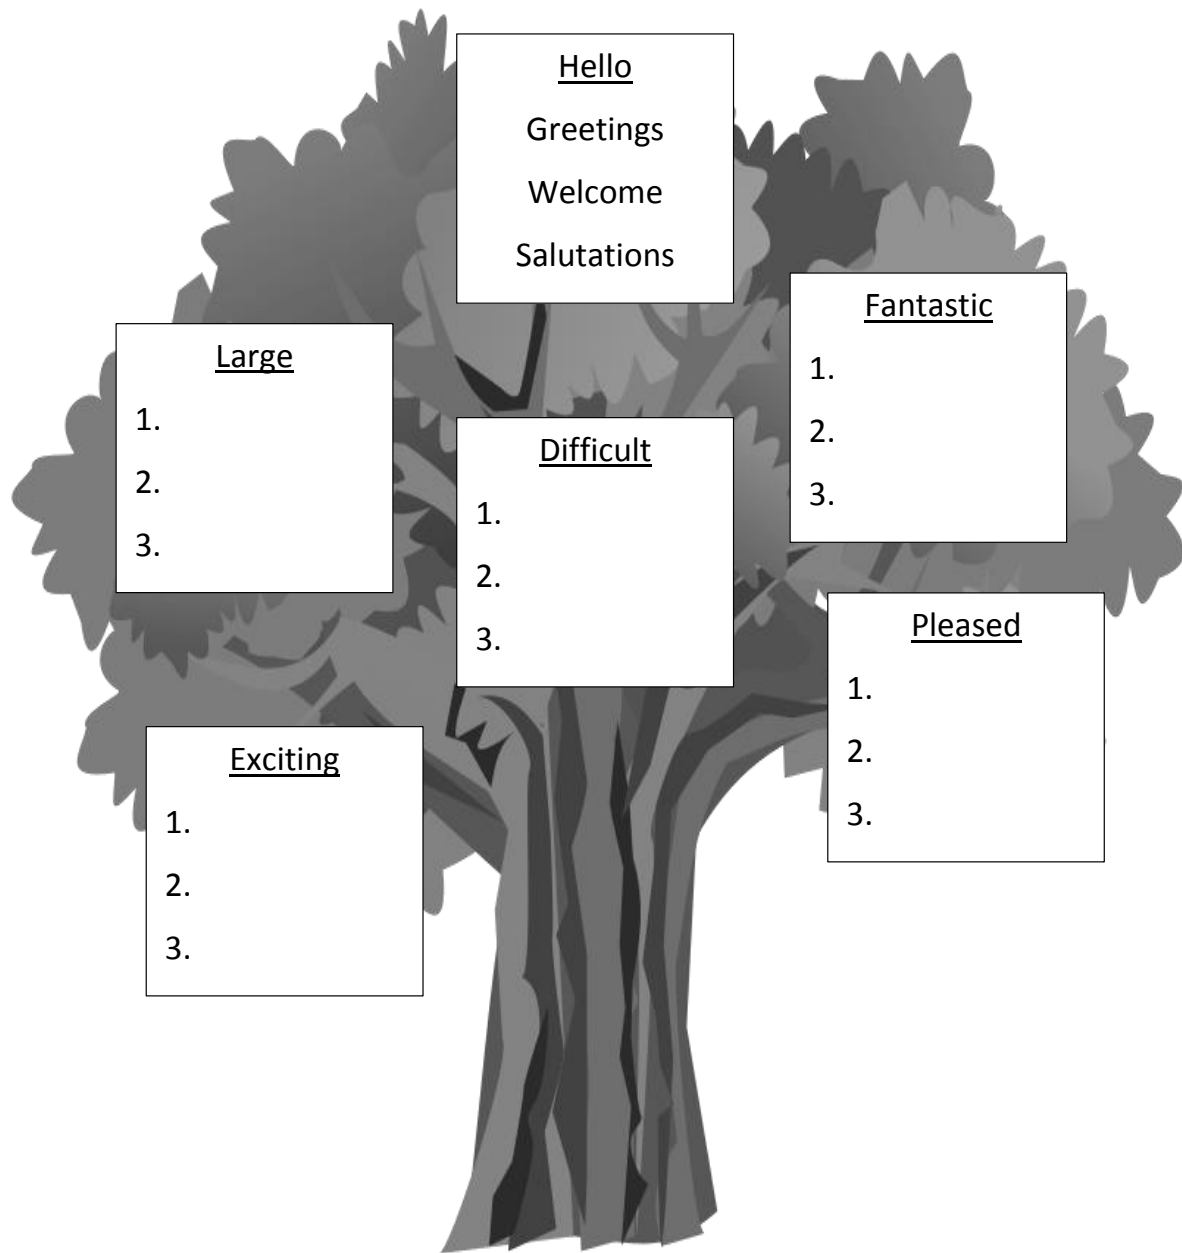 Hello
Greetings
Welcome
Salutations
Large
1.
2.
3.
Difficult
1.
2.
3.
Fantastic
1.
2.
3.
Exciting
1.
2.
3.
Pleased
1.
2.
3.